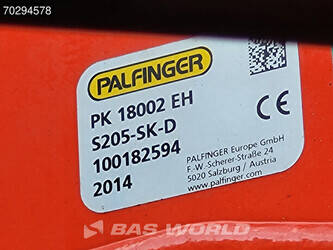 70294578
PALFINGER
PK 18002 EH
S205-SK-D
100182594
2014
CE
PALFINGER Europe GmbH
F.-W.-Scherer-Straße 24
5020 Salzburg / Austria
www.palfinger.com
BAS WORLD